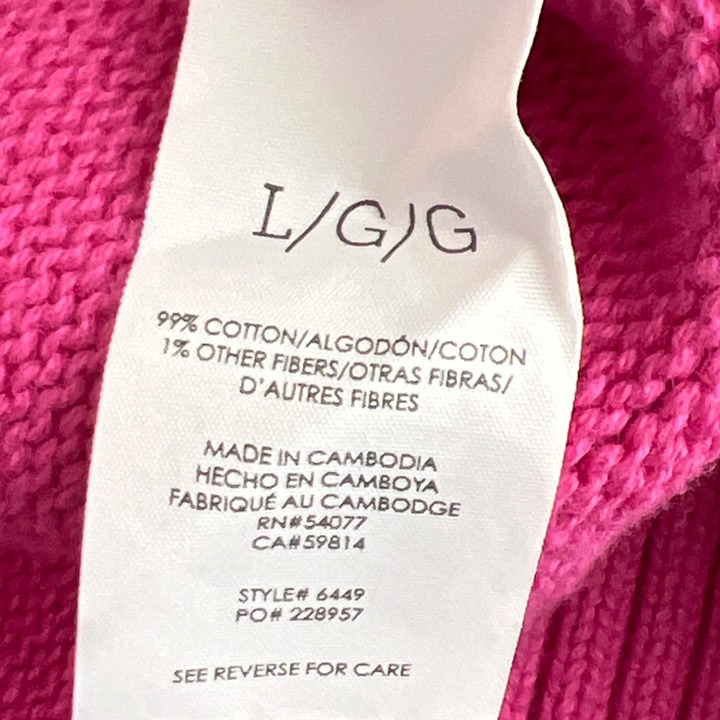 L/G/G
99% COTTON/ALGODÓN/COTON
1% OTHER FIBERS/OTRAS FIBRAS/
D'AUTRES FIBRES
MADE IN CAMBODIA
HECHO EN CAMBOYA
FABRIQUÉ AU CAMBODGE
RN#54077
CA#59814
STYLE# 6449
PO# 228957
SEE REVERSE FOR CARE